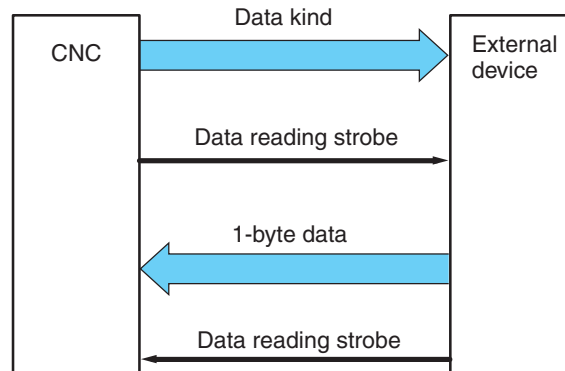 Data kind
CNC
External
device
Data reading strobe
1-byte data
Data reading strobe